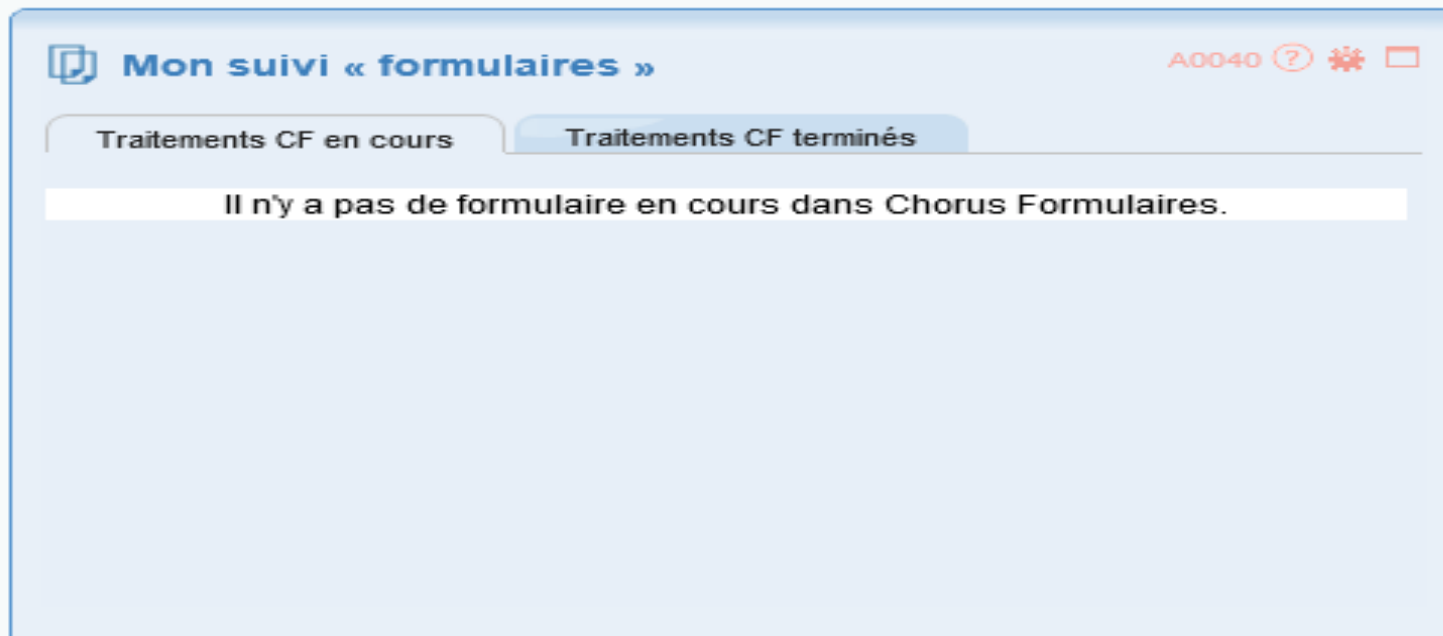 Mon suivi « formulaires »
A0040 ?
Traitements CF en cours
Traitements CF terminés
Il n'y a pas de formulaire en cours dans Chorus Formulaires.